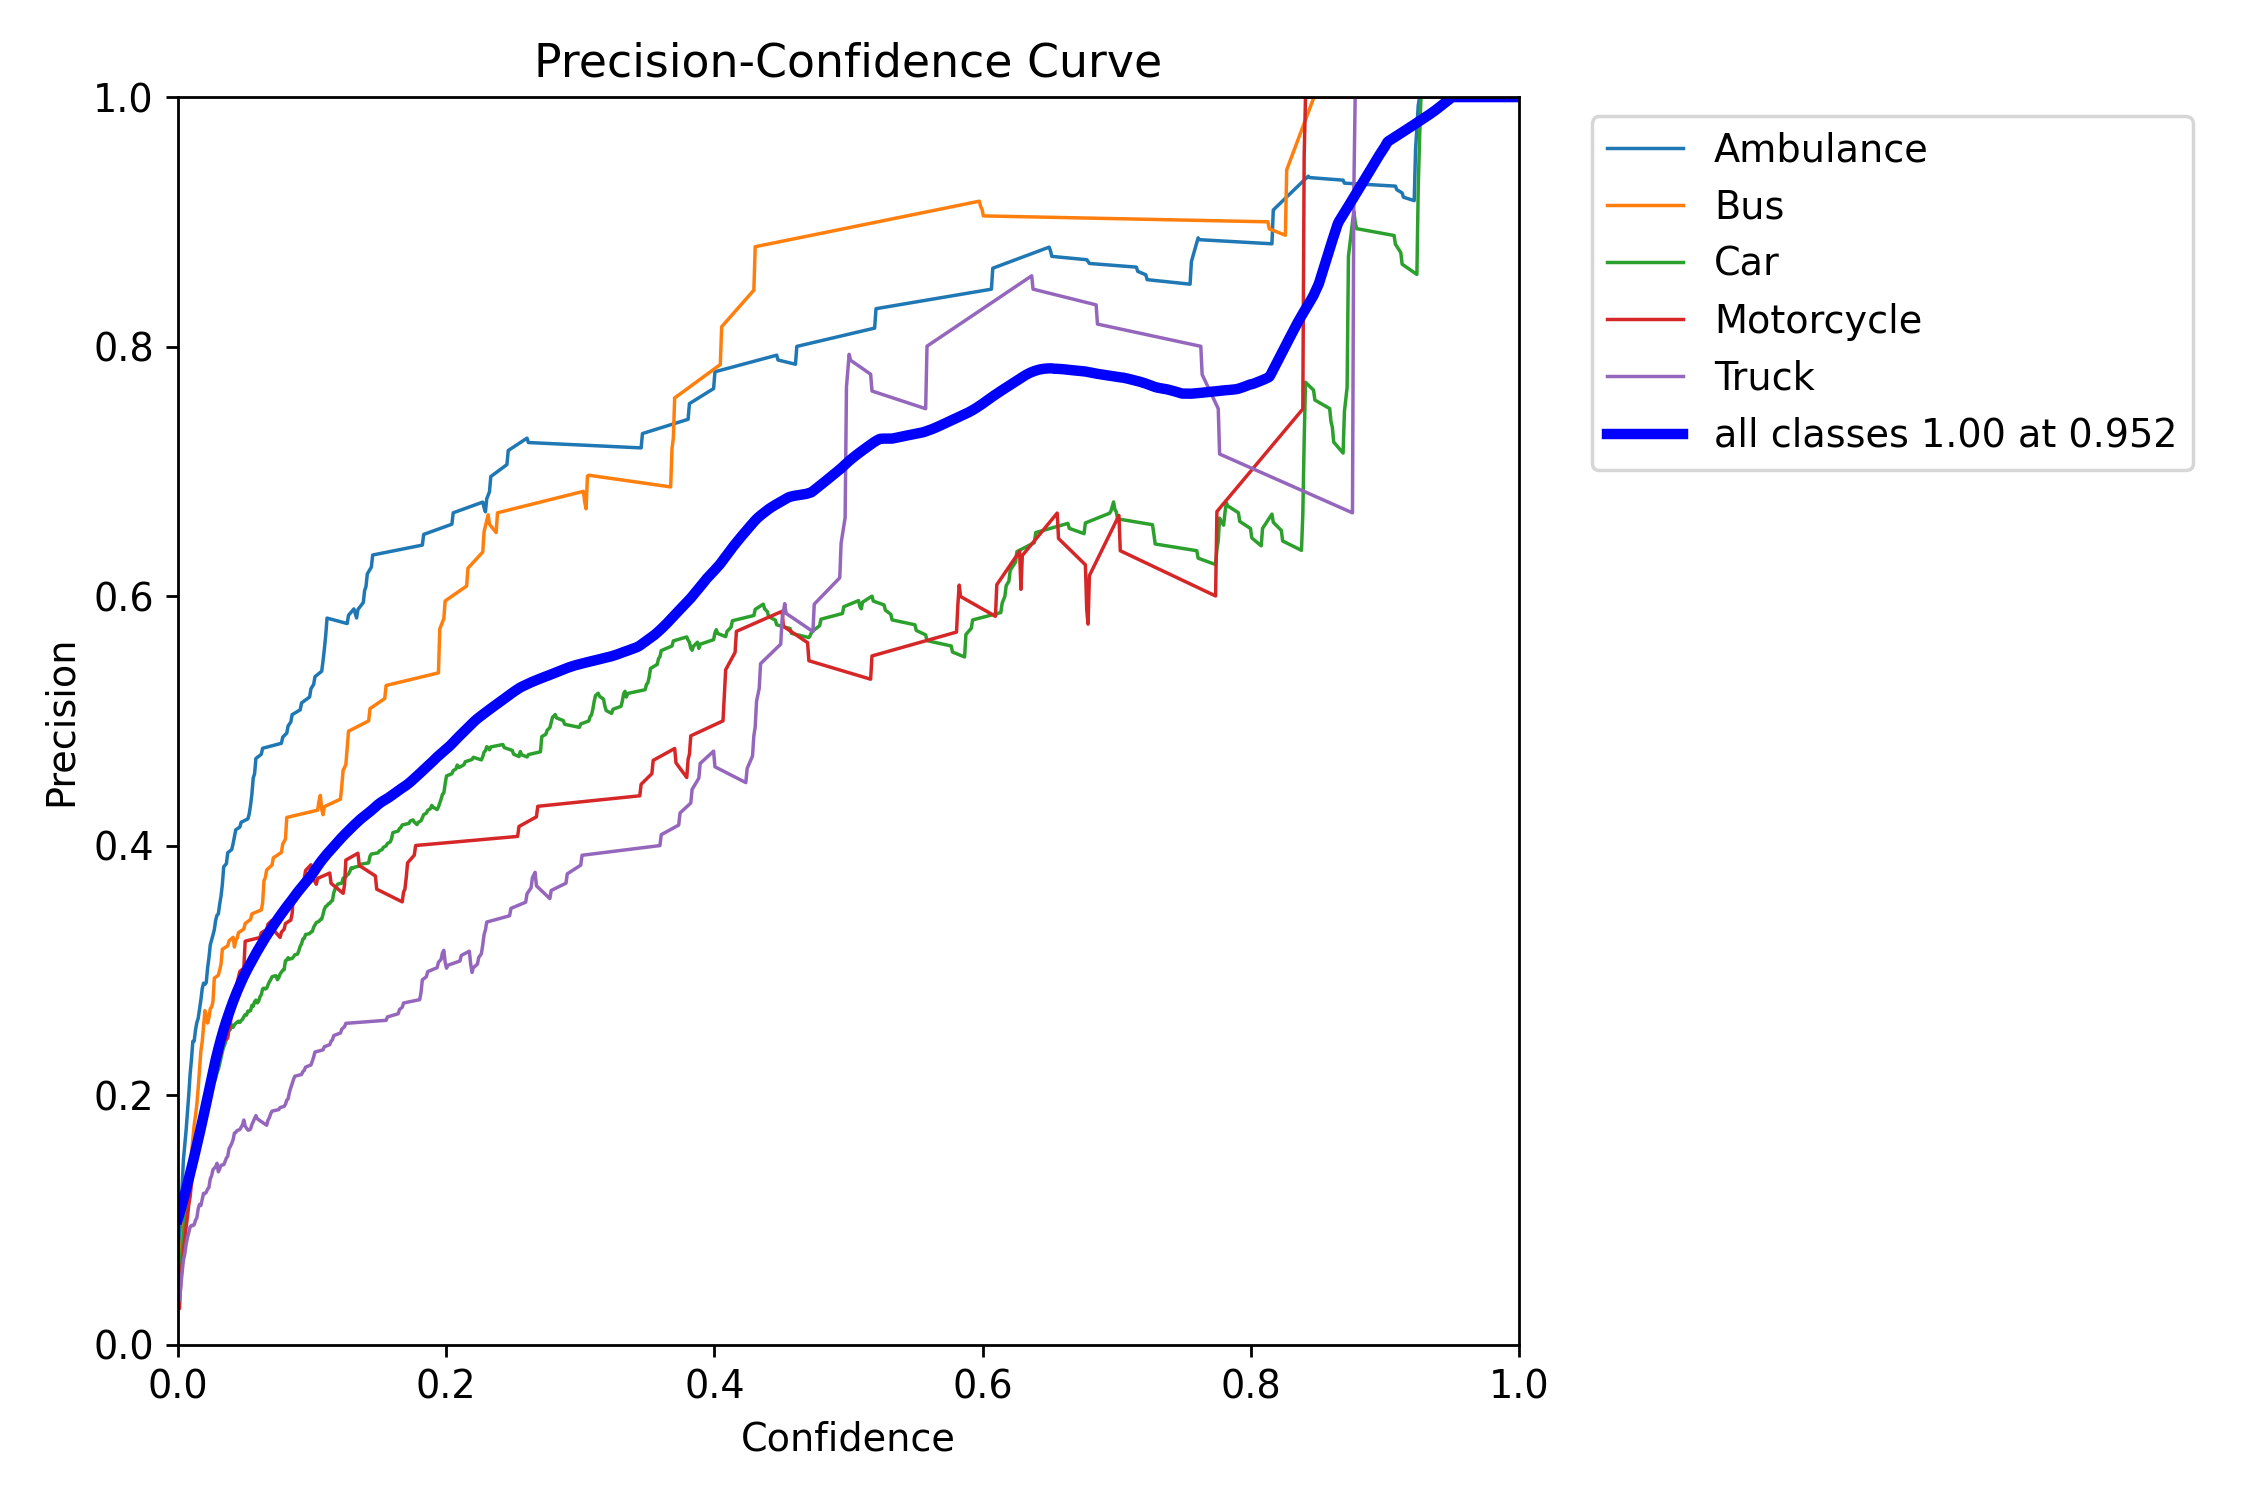 Precision-Confidence Curve
1.0
0.8
0.6
0.4
0.2
0.0
Precision
0.0 0.2 0.4 0.6 0.8 1.0
Confidence
Ambulance
Bus
Car
Motorcycle
Truck
all classes 1.00 at 0.952